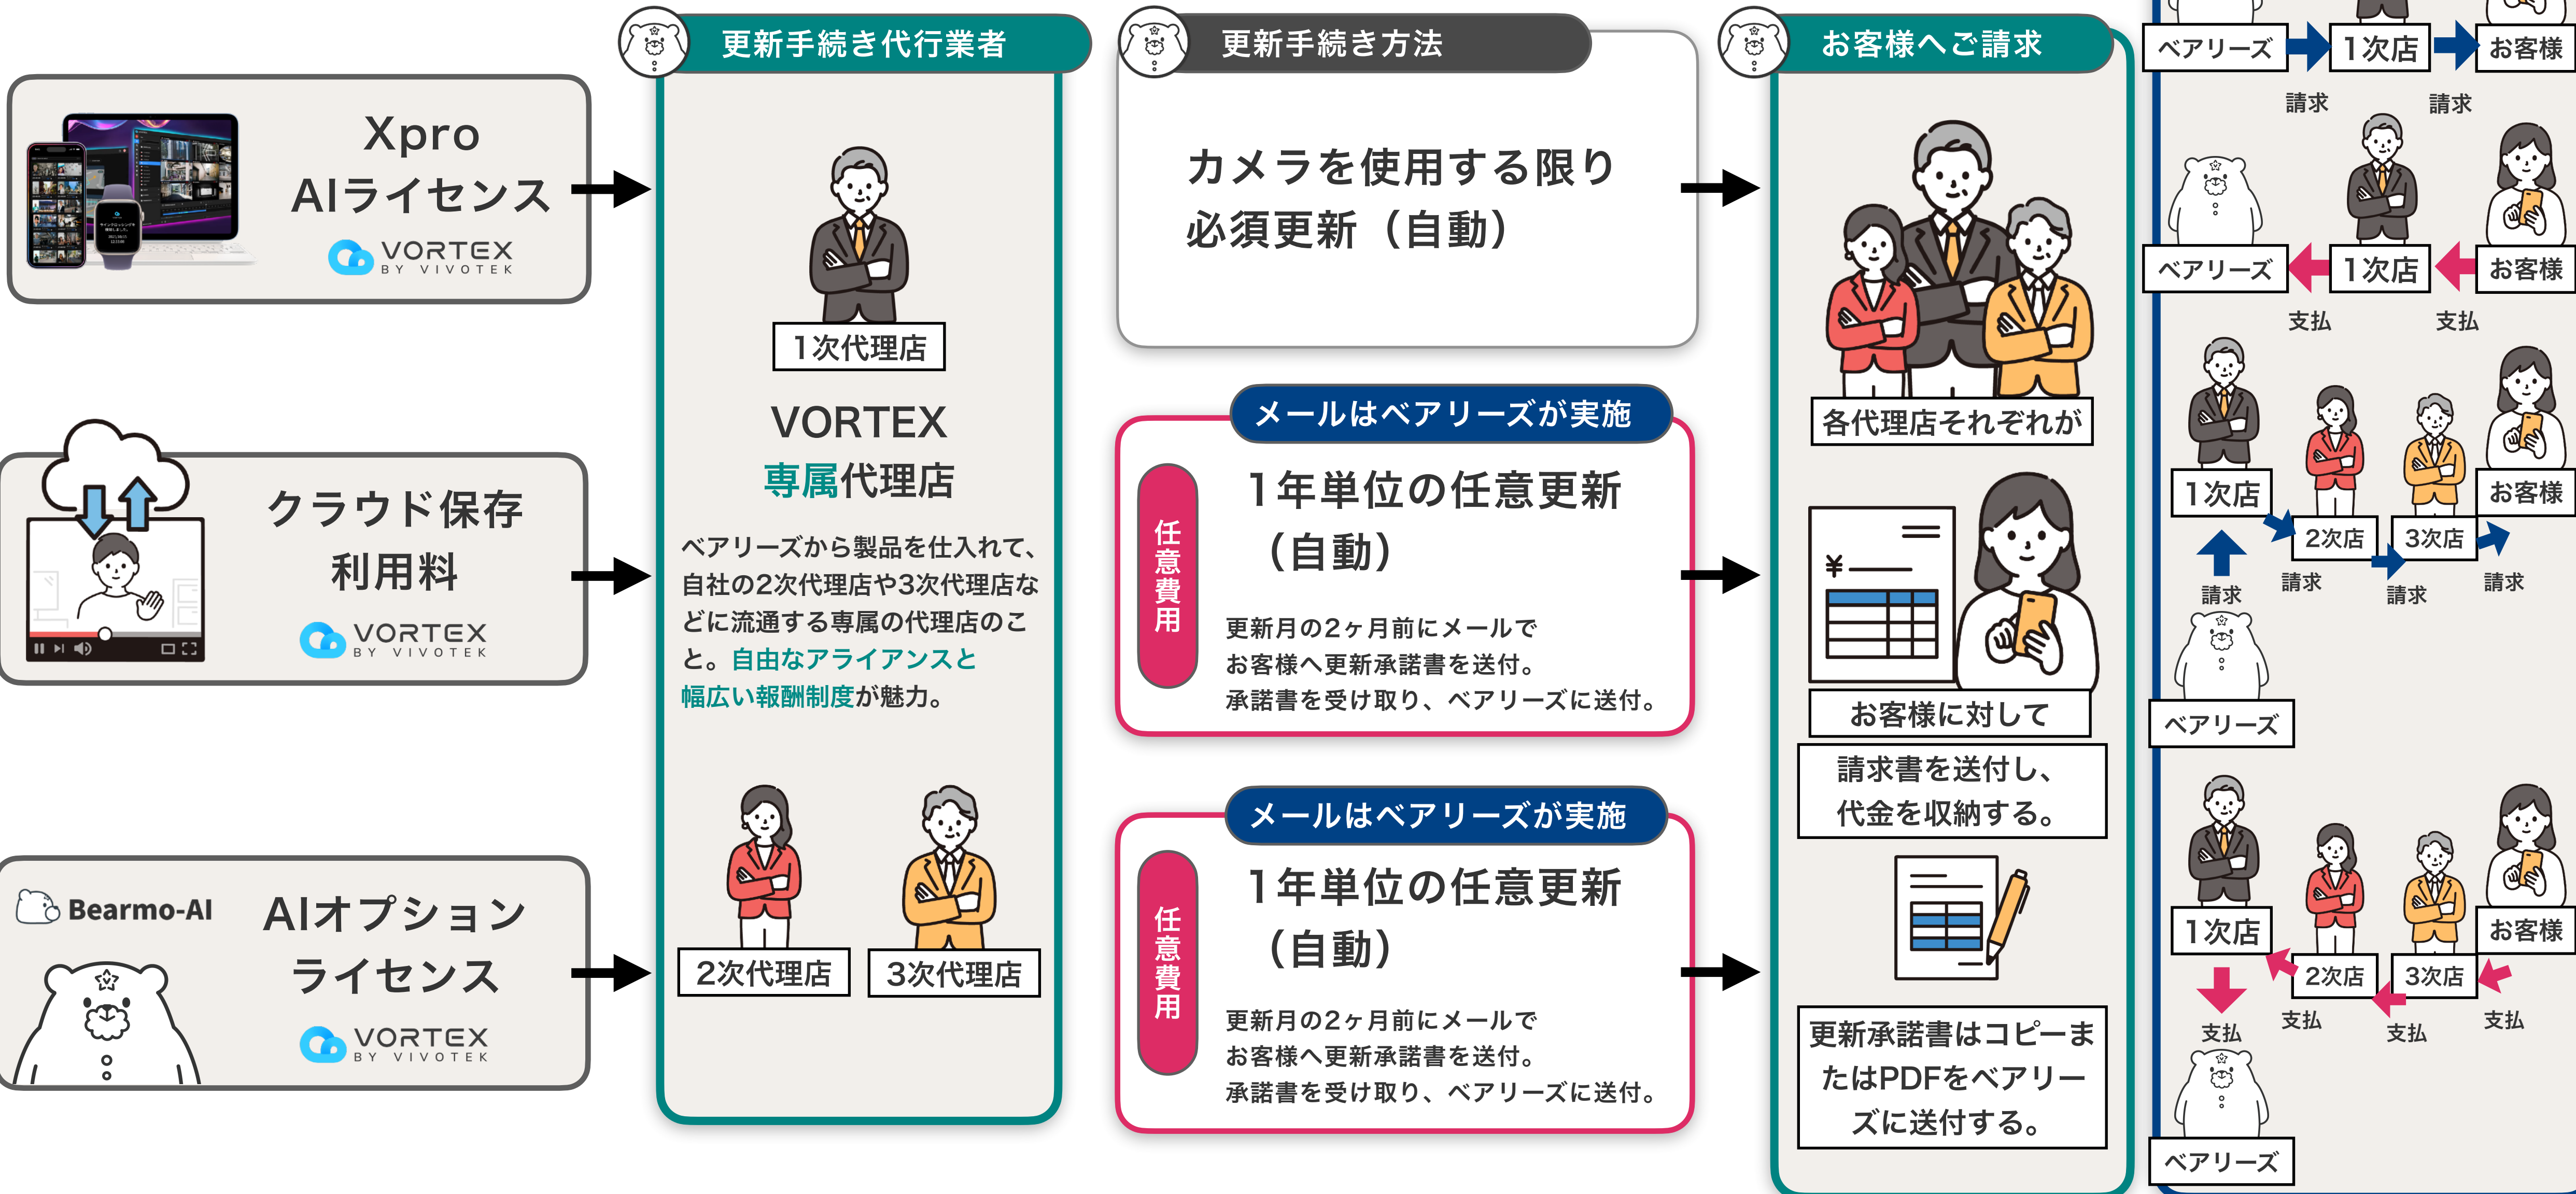 Xpro
AIライセンス
VORTEX
BY VIVOTEK
クラウド保存
利用料
VORTEX
BY VIVOTEK
Bearmo-AI
AIオプション
ライセンス
VORTEX
BY VIVOTEK
更新手続き代行業者
1次代理店
VORTEX
専属代理店
ベアリーズから製品を仕入れて、
自社の2次代理店や3次代理店な
どに流通する専属の代理店のこ
と。自由なアライアンスと
幅広い報酬制度が魅力。
2次代理店
3次代理店
更新手続き方法
カメラを使用する限り
必須更新（自動）
メールはベアリーズが実施
任意費用
1年単位の任意更新
（自動）
更新月の2ヶ月前にメールで
お客様へ更新承諾書を送付。
承諾書を受け取り、ベアリーズに送付。
メールはベアリーズが実施
任意費用
1年単位の任意更新
（自動）
更新月の2ヶ月前にメールで
お客様へ更新承諾書を送付。
承諾書を受け取り、ベアリーズに送付。
お客様へご請求
各代理店それぞれが
¥
お客様に対して
請求書を送付し、
代金を収納する。
更新承諾書はコピーま
たはPDFをベアリー
ズに送付する。
ベアリーズ
1次店
お客様
請求
請求
ベアリーズ
1次店
お客様
支払
支払
1次店
2次店
3次店
お客様
請求
請求
請求
請求
ベアリーズ
1次店
2次店
3次店
お客様
支払
支払
支払
支払
ベアリーズ